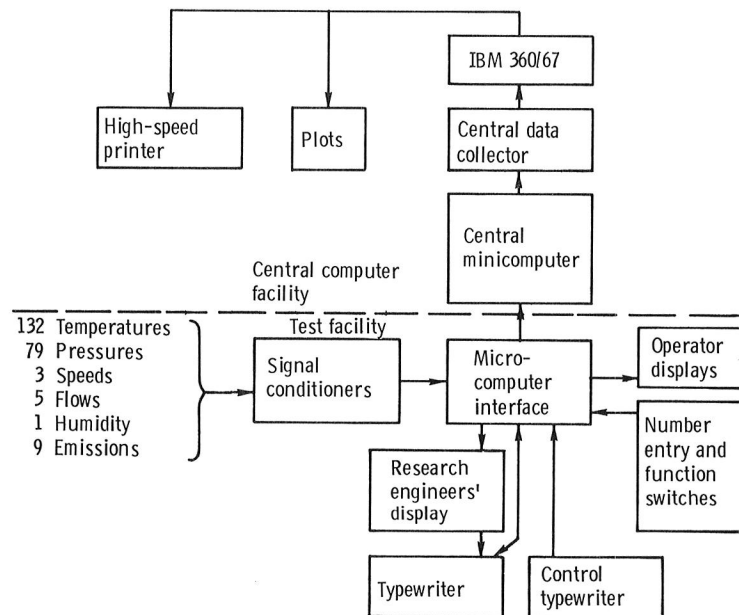 IBM 360/67
High-speed
printer
Plots
Central data
collector
Central
minicomputer
Central computer
facility
Test facility
132 Temperatures
79 Pressures
3 Speeds
5 Flows
1 Humidity
9 Emissions
Signal
conditioners
Micro-
computer
interface
Operator
displays
Number
entry and
function
switches
Research
engineers'
display
Typewriter
Control
typewriter